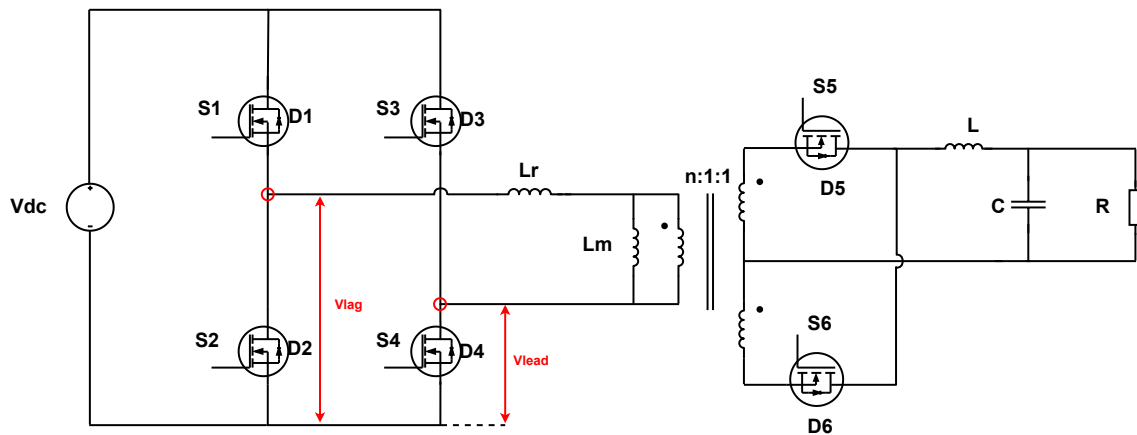 S1
D1
S3
D3
S5
L
D5
Lr
n:1:1
Vdc
+
-
Lm
C
R
Vlag
S2
D2
S4
D4
Vlead
S6
D6